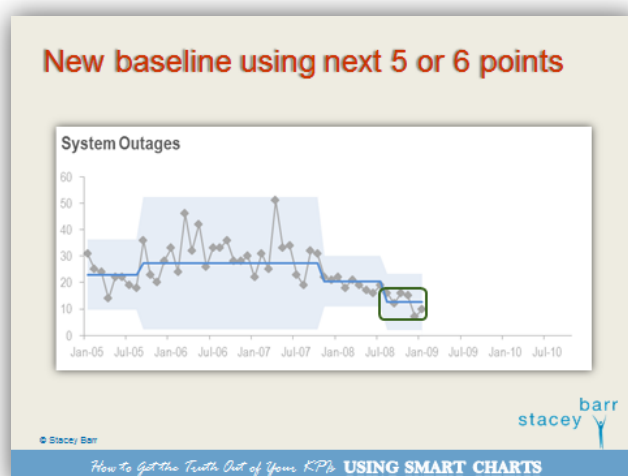 New baseline using next 5 or 6 points
System Outages
60
50
40
30
20
10
0
Jan-05 Jul-05 Jan-06 Jul-06 Jan-07 Jul-07 Jan-08 Jul-08 Jan-09 Jul-09 Jan-10 Jul-10
stacey barr
© Stacey Barr
How to Get the Truth Out of Your KPIs USING SMART CHARTS